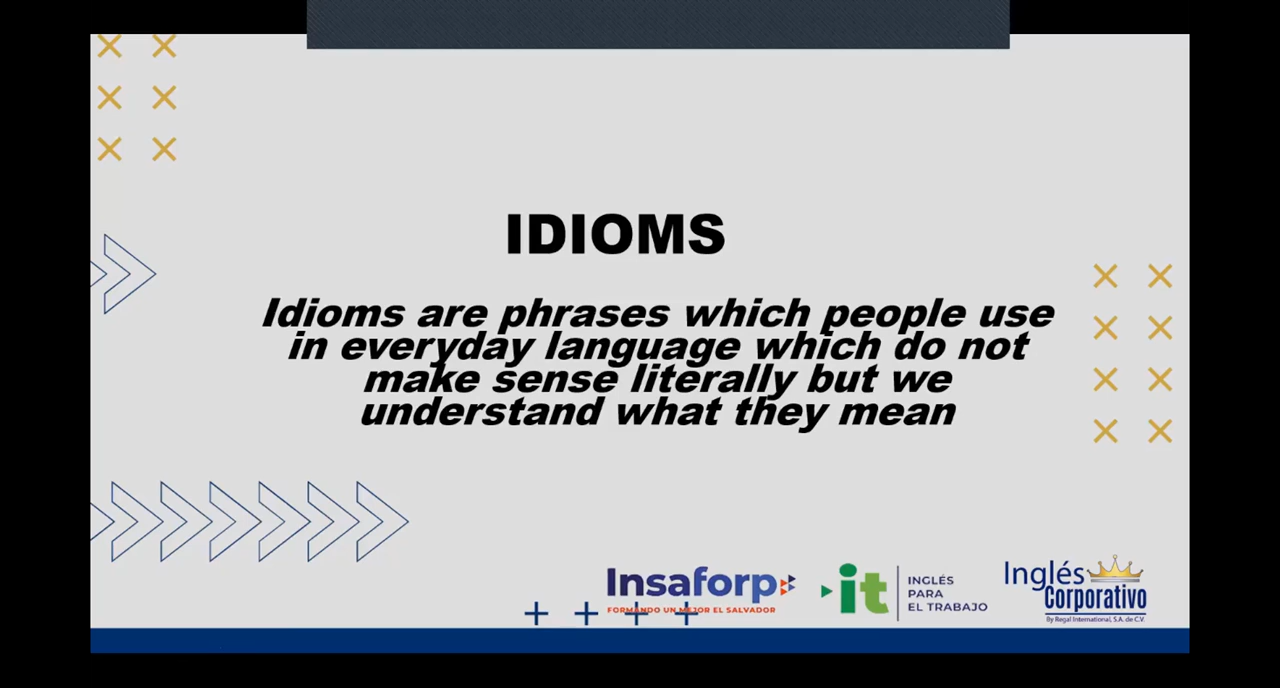 IDIOMS
Idioms are phrases which people use
in everyday language which do not
make sense literally but we
understand what they mean
Insaforp
FORMANDO UN MEJOR EL SALVADOR
it
INGLÉS
PARA
EL TRABAJO
Inglés
Corporativo
By Regal International, S.A. de C.V.